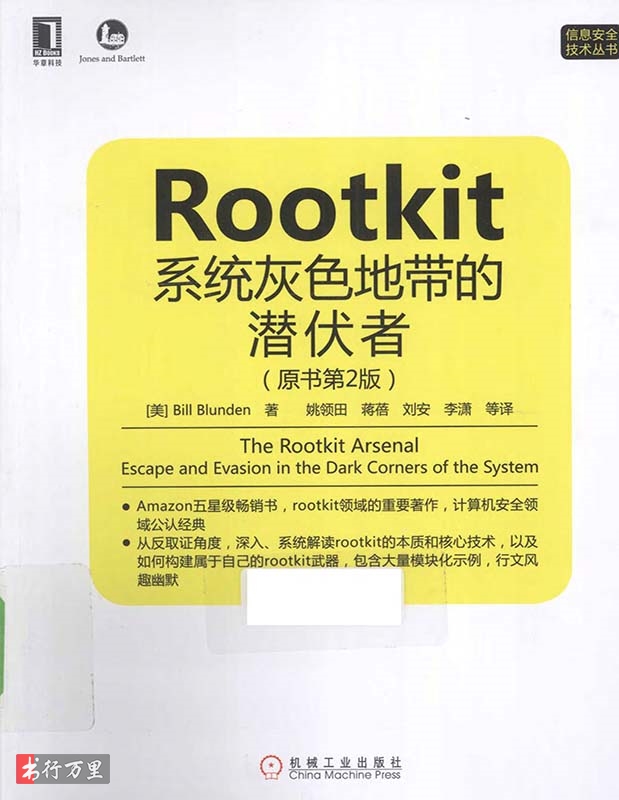 HZ BOOKS
华章科技
Jones and Bartlett
信息安全
技术丛书
Rootkit
系统灰色地带的
潜伏者
（原书第2版）
[美] Bill Blunden 著 姚领田 蒋蓓 刘安 李潇 等译
The Rootkit Arsenal
Escape and Evasion in the Dark Corners of the System
● Amazon五星级畅销书，rootkit领域的重要著作，计算机安全领
域公认经典
● 从反取证角度，深入、系统解读rootkit的本质和核心技术，以及
如何构建属于自己的rootkit武器，包含大量模块化示例，行文风
趣幽默
书行万里
机械工业出版社
China Machine Press